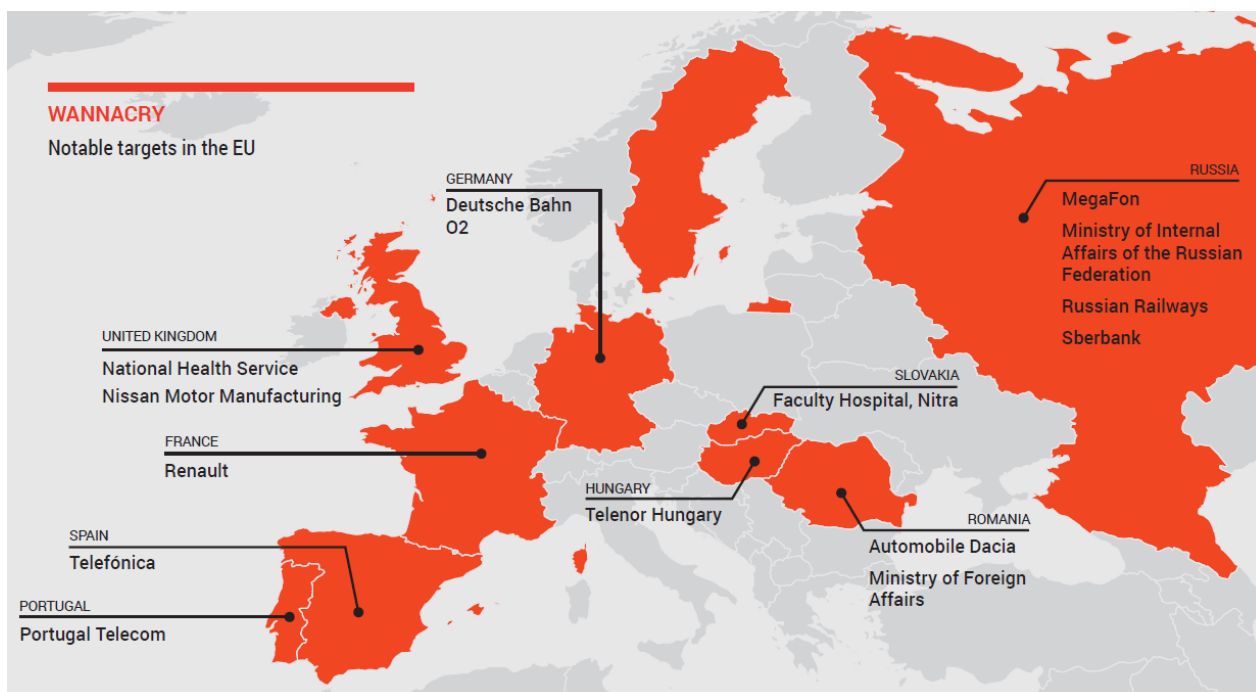 WANNACRY
Notable targets in the EU
GERMANY
Deutsche Bahn
O2
RUSSIA
MegaFon
Ministry of Internal
Affairs of the Russian
Federation
Russian Railways
Sberbank
UNITED KINGDOM
National Health Service
Nissan Motor Manufacturing
SLOVAKIA
Faculty Hospital, Nitra
FRANCE
Renault
HUNGARY
Telenor Hungary
ROMANIA
Automobile Dacia
Ministry of Foreign
Affairs
SPAIN
Telefónica
PORTUGAL
Portugal Telecom